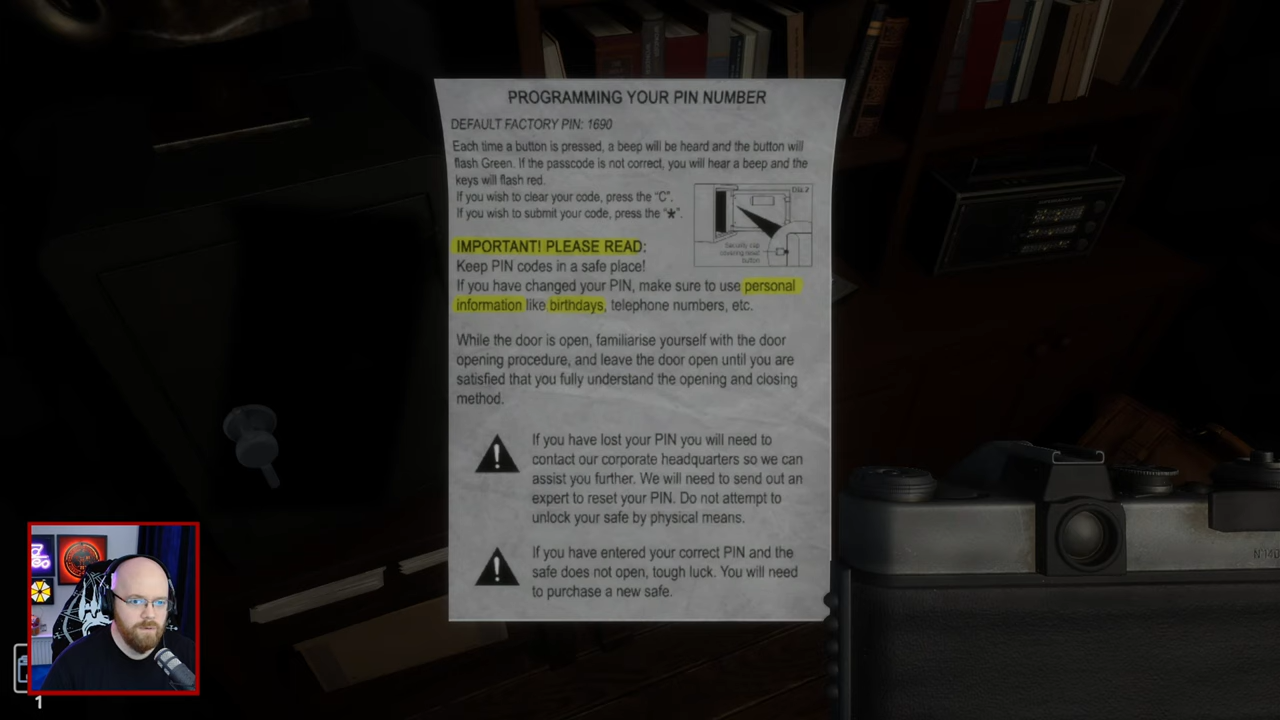 PROGRAMMING YOUR PIN NUMBER
DEFAULT FACTORY PIN: 1690
Each time a button is pressed, a beep will be heard and the button will
flash Green. If the passcode is not correct, you will hear a beep and the
keys will flash red.
If you wish to clear your code, press the "C".
If you wish to submit your code, press the "*".
Security cap
covering reset
button
IMPORTANT! PLEASE READ:
Keep PIN codes in a safe place!
If you have changed your PIN, make sure to use personal
information like birthdays, telephone numbers, etc.
While the door is open, familiarise yourself with the door
opening procedure, and leave the door open until you are
satisfied that you fully understand the opening and closing
method.
If you have lost your PIN you will need to
contact our corporate headquarters so we can
assist you further. We will need to send out an
expert to reset your PIN. Do not attempt to
unlock your safe by physical means.
If you have entered your correct PIN and the
safe does not open, tough luck. You will need
to purchase a new safe.
1